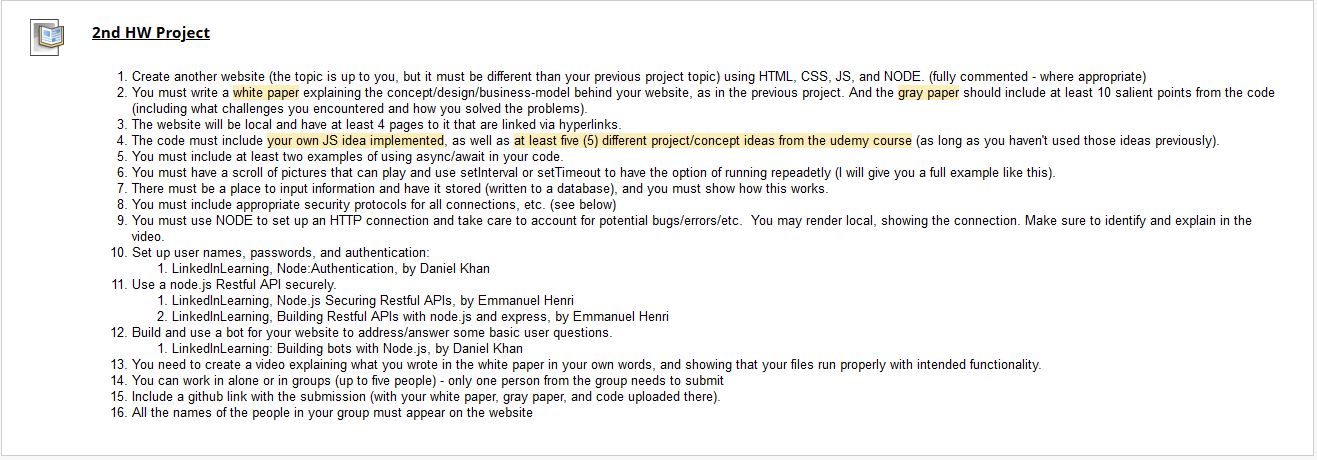 2nd HW Project
1. Create another website (the topic is up to you, but it must be different than your previous project topic) using HTML, CSS, JS, and NODE. (fully commented - where appropriate)
2. You must write a white paper explaining the concept/design/business-model behind your website, as in the previous project. And the gray paper should include at least 10 salient points from the code
(including what challenges you encountered and how you solved the problems).
3. The website will be local and have at least 4 pages to it that are linked via hyperlinks.
4. The code must include your own JS idea implemented, as well as at least five (5) different project/concept ideas from the udemy course (as long as you haven't used those ideas previously).
5. You must include at least two examples of using async/await in your code.
6. You must have a scroll of pictures that can play and use setInterval or setTimeout to have the option of running repeadetly (I will give you a full example like this).
7. There must be a place to input information and have it stored (written to a database), and you must show how this works.
8. You must include appropriate security protocols for all connections, etc. (see below)
9. You must use NODE to set up an HTTP connection and take care to account for potential bugs/errors/etc. You may render local, showing the connection. Make sure to identify and explain in the
video.
10. Set up user names, passwords, and authentication:
1. LinkedInLearning, Node:Authentication, by Daniel Khan
11. Use a node.js Restful API securely.
1. LinkedInLearning, Node.js Securing Restful APIs, by Emmanuel Henri
2. LinkedInLearning, Building Restful APIs with node.js and express, by Emmanuel Henri
12. Build and use a bot for your website to address/answer some basic user questions.
1. LinkedInLearning: Building bots with Node.js, by Daniel Khan
13. You need to create a video explaining what you wrote in the white paper in your own words, and showing that your files run properly with intended functionality.
14. You can work in alone or in groups (up to five people) - only one person from the group needs to submit
15. Include a github link with the submission (with your white paper, gray paper, and code uploaded there).
16. All the names of the people in your group must appear on the website